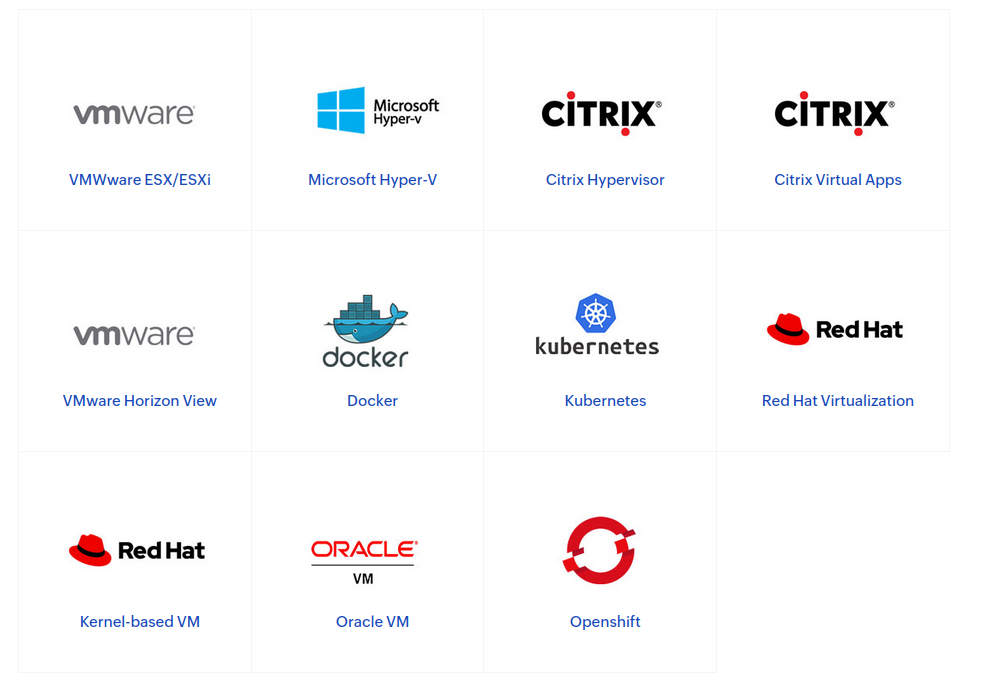 vmware®
Microsoft
Hyper-v
CITRIX®
CITRIX®
VMWware ESX/ESXi
Microsoft Hyper-V
Citrix Hypervisor
Citrix Virtual Apps
vmware®
docker
kubernetes
Red Hat
VMware Horizon View
Docker
Kubernetes
Red Hat Virtualization
Red Hat
ORACLE®
VM
Kernel-based VM
Oracle VM
Openshift